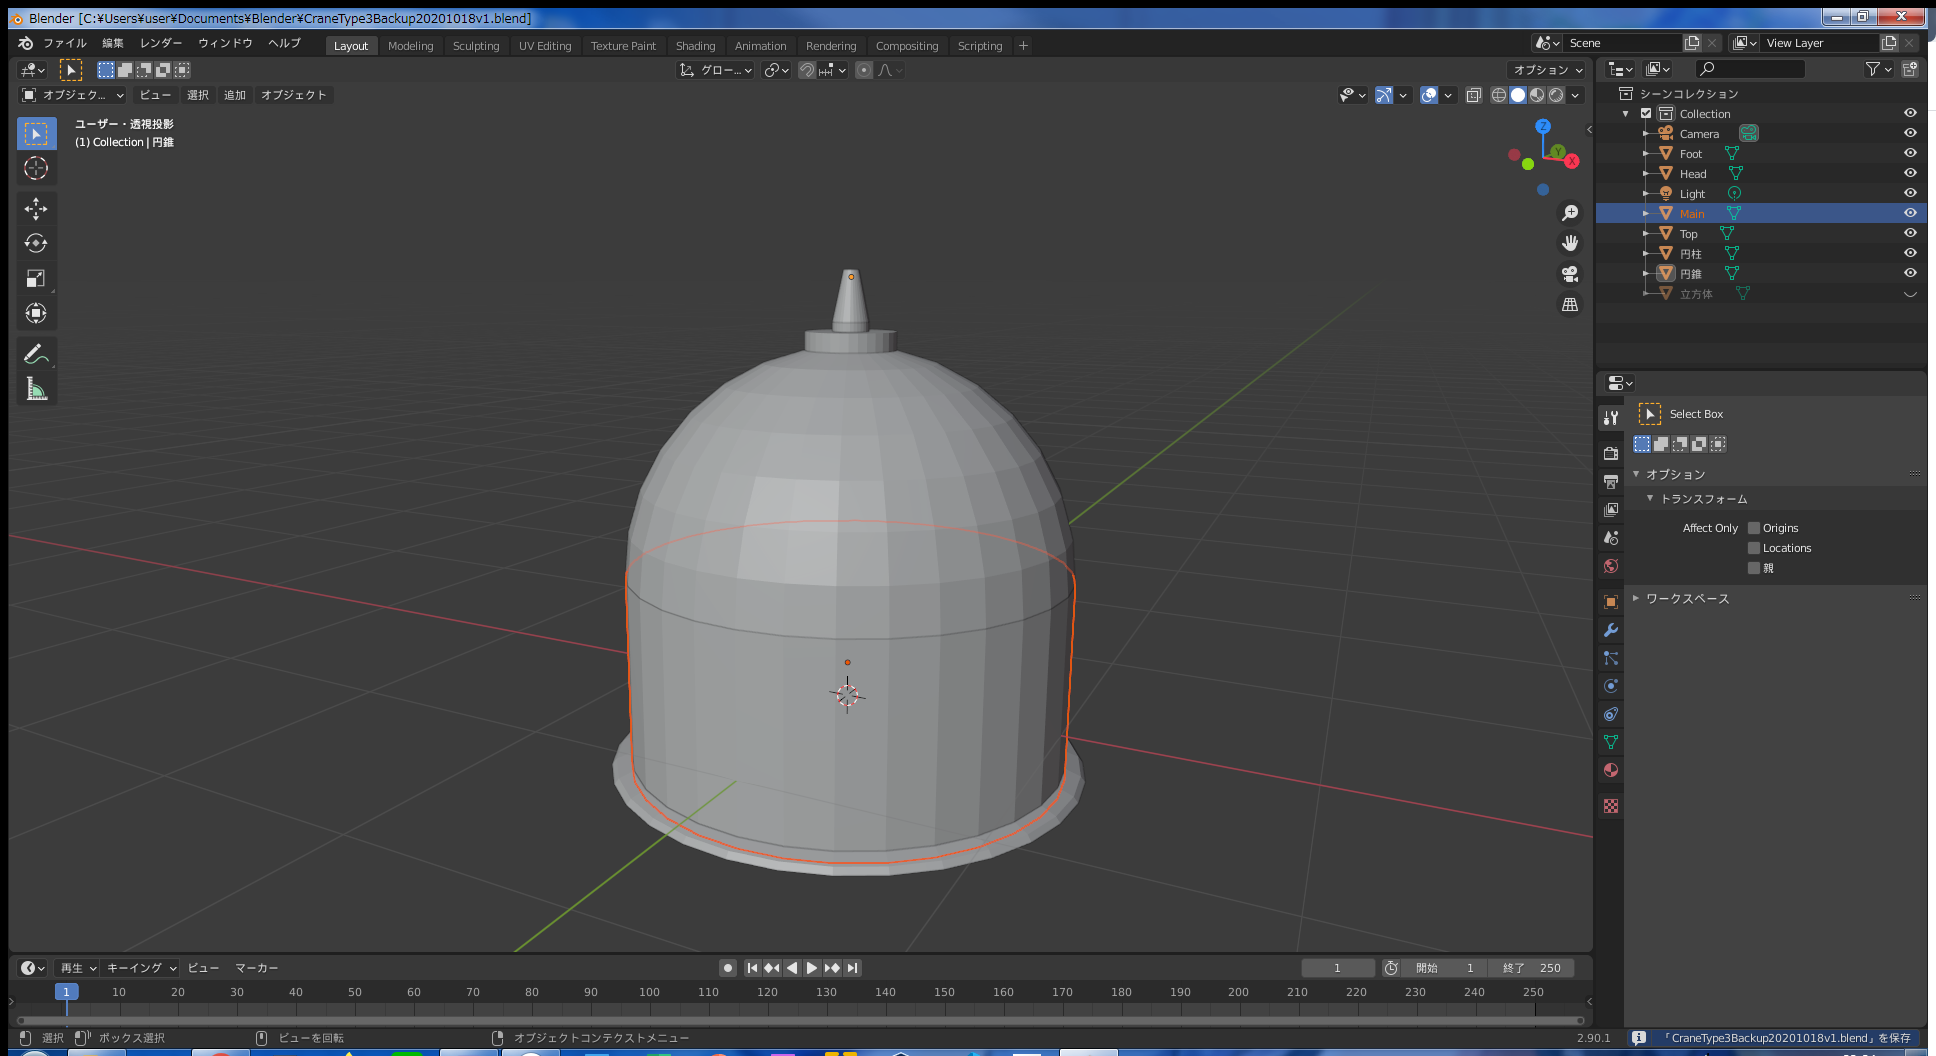 Blender [C:¥Users¥user¥Documents¥Blender¥CraneType3Backup20201018v1.blend]
ファイル 編集 レンダー ウィンドウ ヘルプ Layout Modeling Sculpting UV Editing Texture Paint Shading Animation Rendering Compositing Scripting + Scene View Layer
グロー... オプション
オブジェク... ビュー 選択 追加 オブジェクト
ユーザー・透視投影
(1) Collection | 円錐
Z
Y
X
シーンコレクション
Collection
Camera
Foot
Head
Light
Main
Top
円柱
円錐
立方体
Select Box
オプション
トランスフォーム
Affect Only Origins
Locations
親
ワークスペース
再生 キーイング ビュー マーカー 1 開始 1 終了 250
1 10 20 30 40 50 60 70 80 90 100 110 120 130 140 150 160 170 180 190 200 210 220 230 240 250
選択 ボックス選択 ビューを回転 オブジェクトコンテクストメニュー 2.90.1 「CraneType3Backup20201018v1.blend」を保存